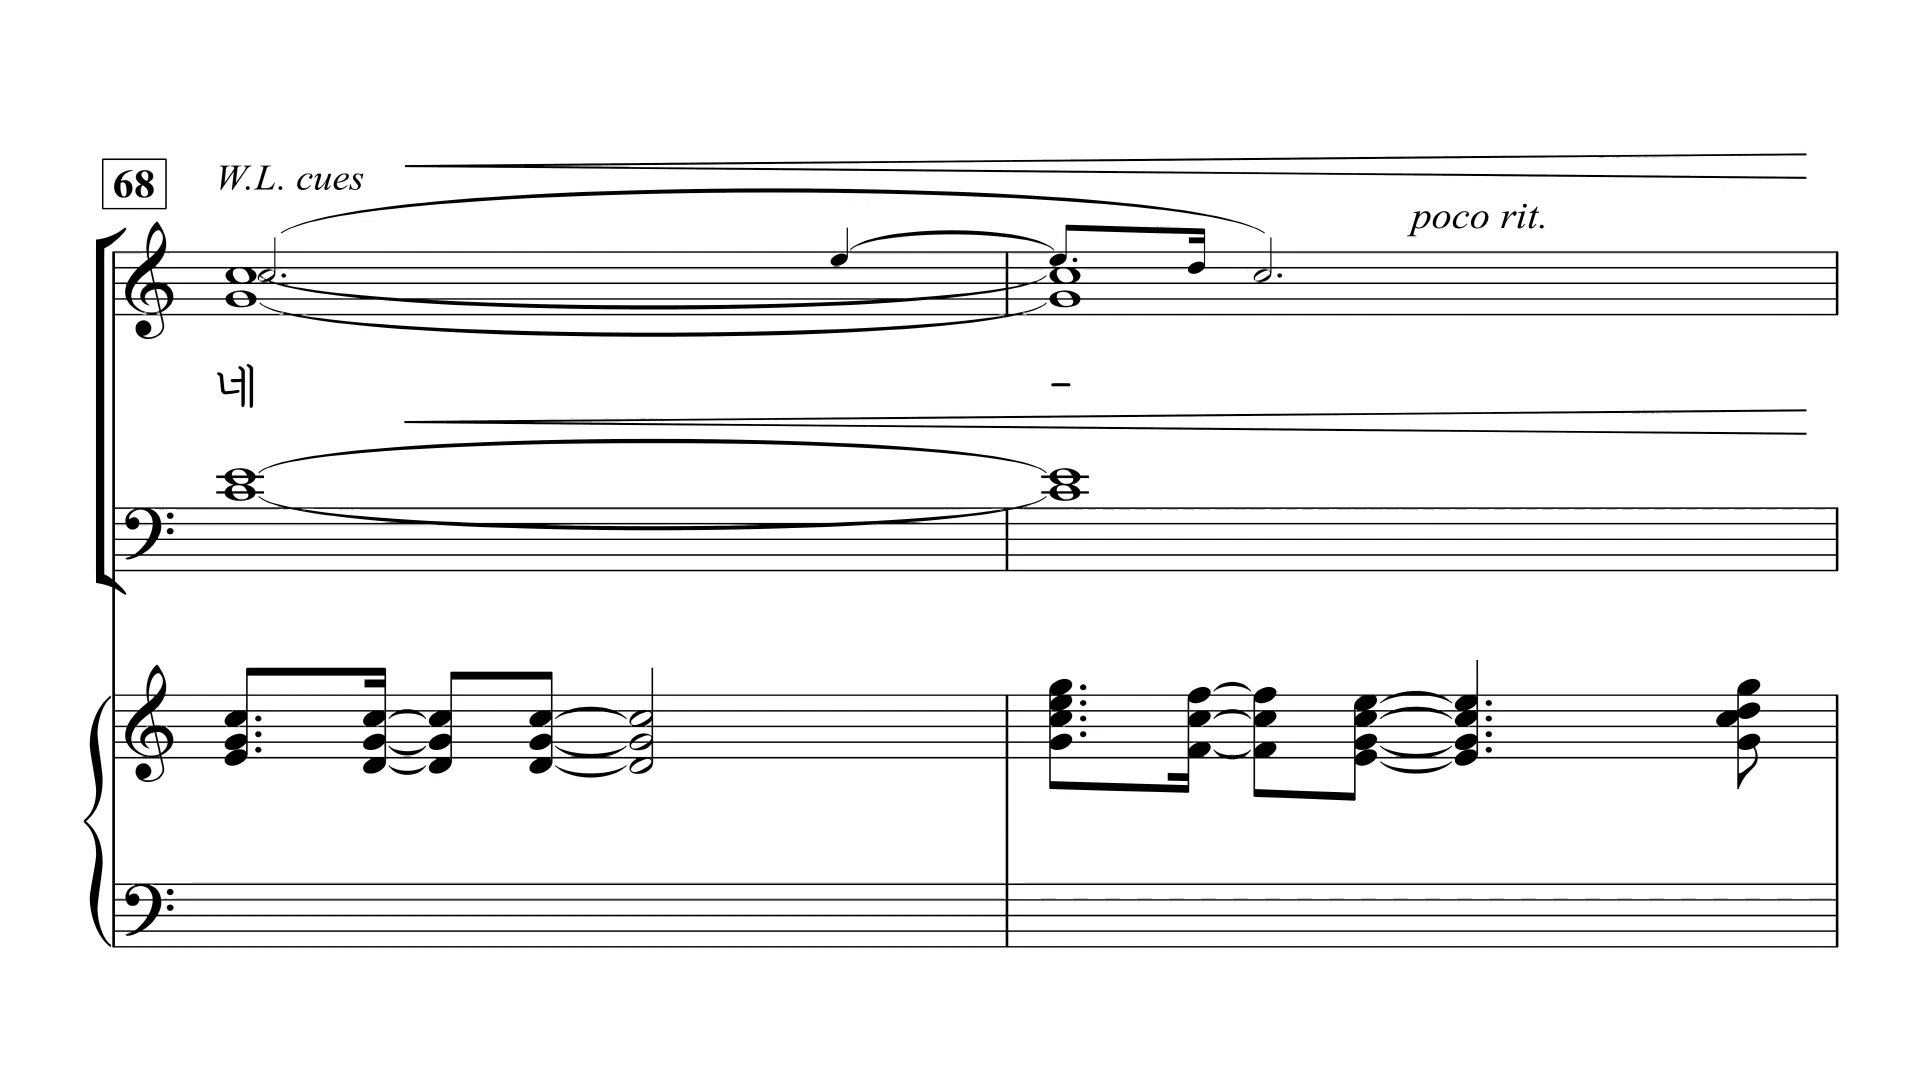 68 W.L. cues
poco rit.
네 –